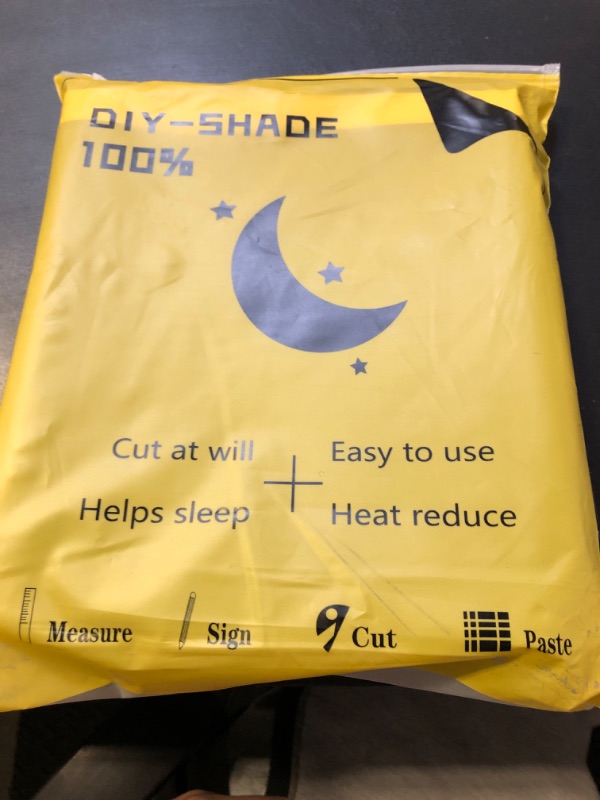 DIY-SHADE
100%
Cut at will
Easy to use
Helps sleep
Heat reduce
Measure
Sign
Cut
Paste